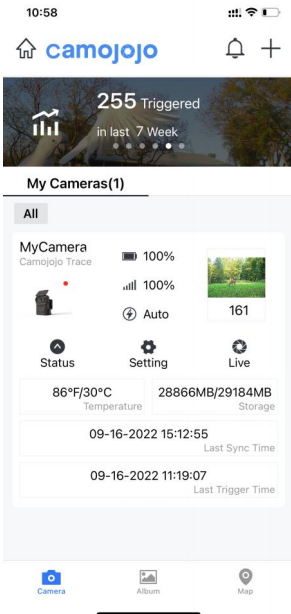 10:58
camojojo
255 Triggered
in last 7 Week
My Cameras(1)
All
MyCamera
Camojojo Trace
100%
100%
Auto
161
Status
Setting
Live
86°F/30°C
Temperature
28866MB/29184MB
Storage
09-16-2022 15:12:55
Last Sync Time
09-16-2022 11:19:07
Last Trigger Time
Camera
Album
Map